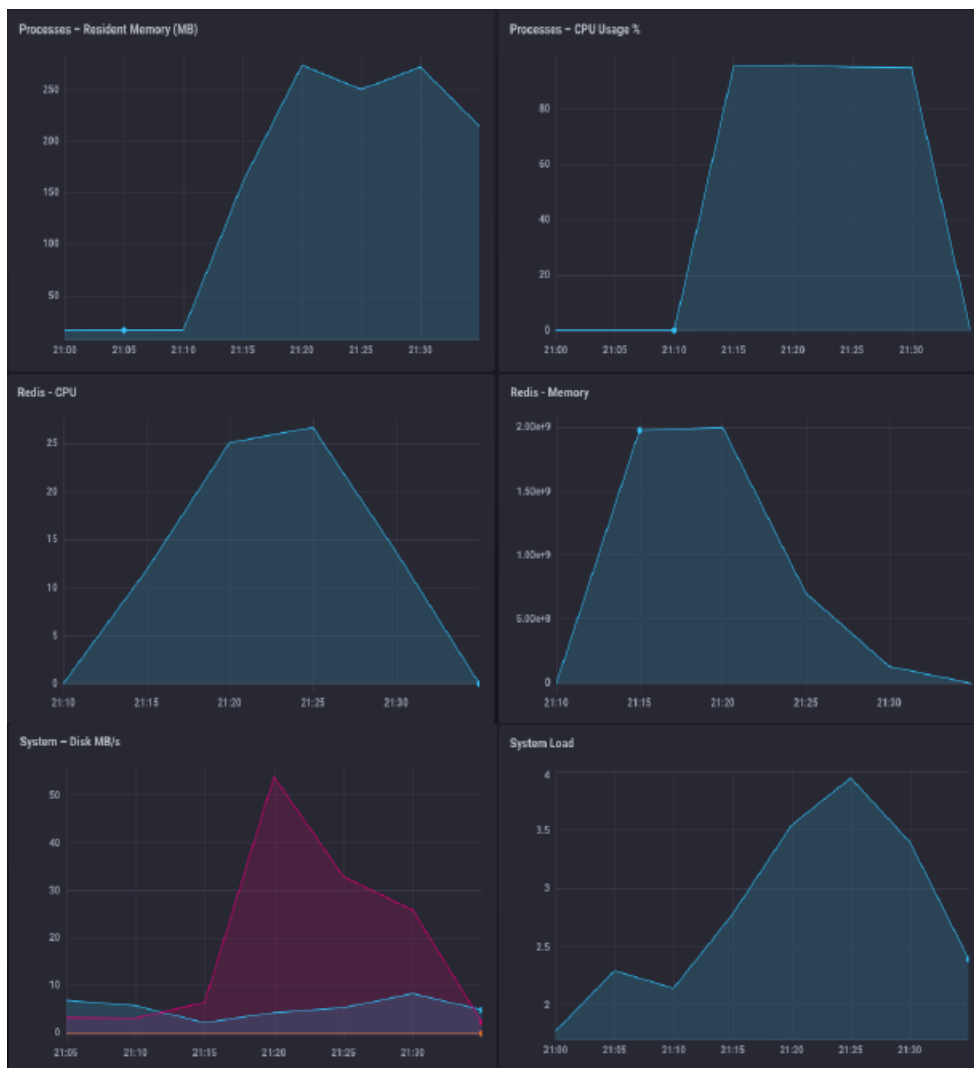 Processes – Resident Memory (MB)
250
200
150
100
50
21:00 21:05 21:10 21:15 21:20 21:25 21:30
Processes – CPU Usage %
80
60
40
20
0
21:00 21:05 21:10 21:15 21:20 21:25 21:30
Redis - CPU
25
20
15
10
5
0
21:10 21:15 21:20 21:25 21:30
Redis - Memory
2.00e+9
1.50e+9
1.00e+9
5.00e+8
0
21:10 21:15 21:20 21:25 21:30
System – Disk MB/s
50
40
30
20
10
0
21:05 21:10 21:15 21:20 21:25 21:30
System Load
4
3.5
3
2.5
2
21:00 21:05 21:10 21:15 21:20 21:25 21:30